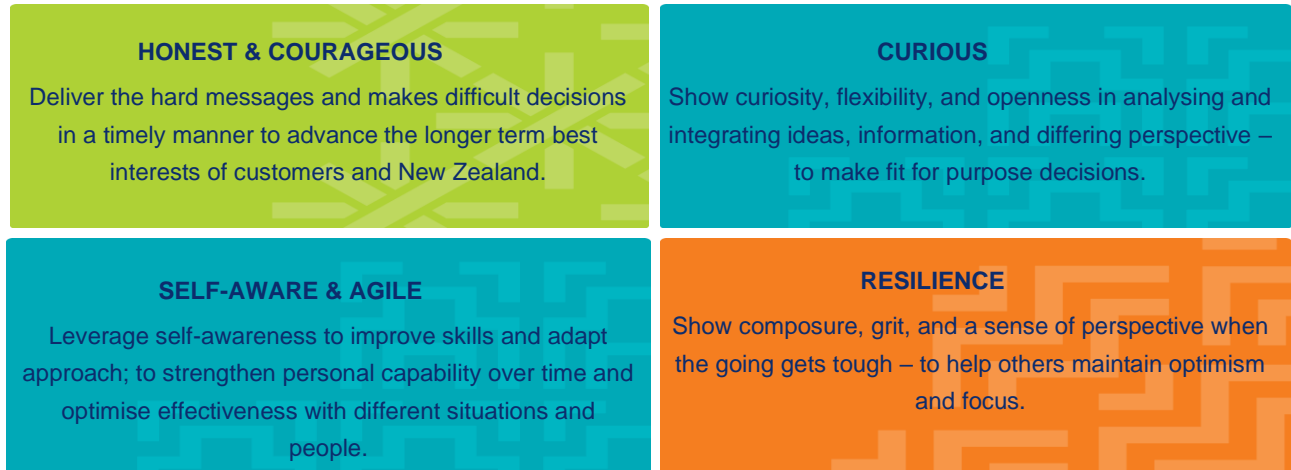 HONEST & COURAGEOUS
Deliver the hard messages and makes difficult decisions
in a timely manner to advance the longer term best
interests of customers and New Zealand.
CURIOUS
Show curiosity, flexibility, and openness in analysing and
integrating ideas, information, and differing perspective –
to make fit for purpose decisions.
SELF-AWARE & AGILE
Leverage self-awareness to improve skills and adapt
approach; to strengthen personal capability over time and
optimise effectiveness with different situations and
people.
RESILIENCE
Show composure, grit, and a sense of perspective when
the going gets tough – to help others maintain optimism
and focus.